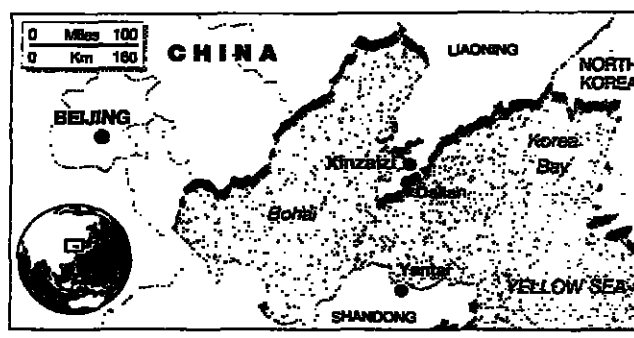 0 Miles 100
0 Km 160
CHINA
LIAONING
NORTH
KOREA
BEIJING
Korea
Bay
Xinzaizi
Dalian
Bohai
Yantai
YELLOW SEA
SHANDONG